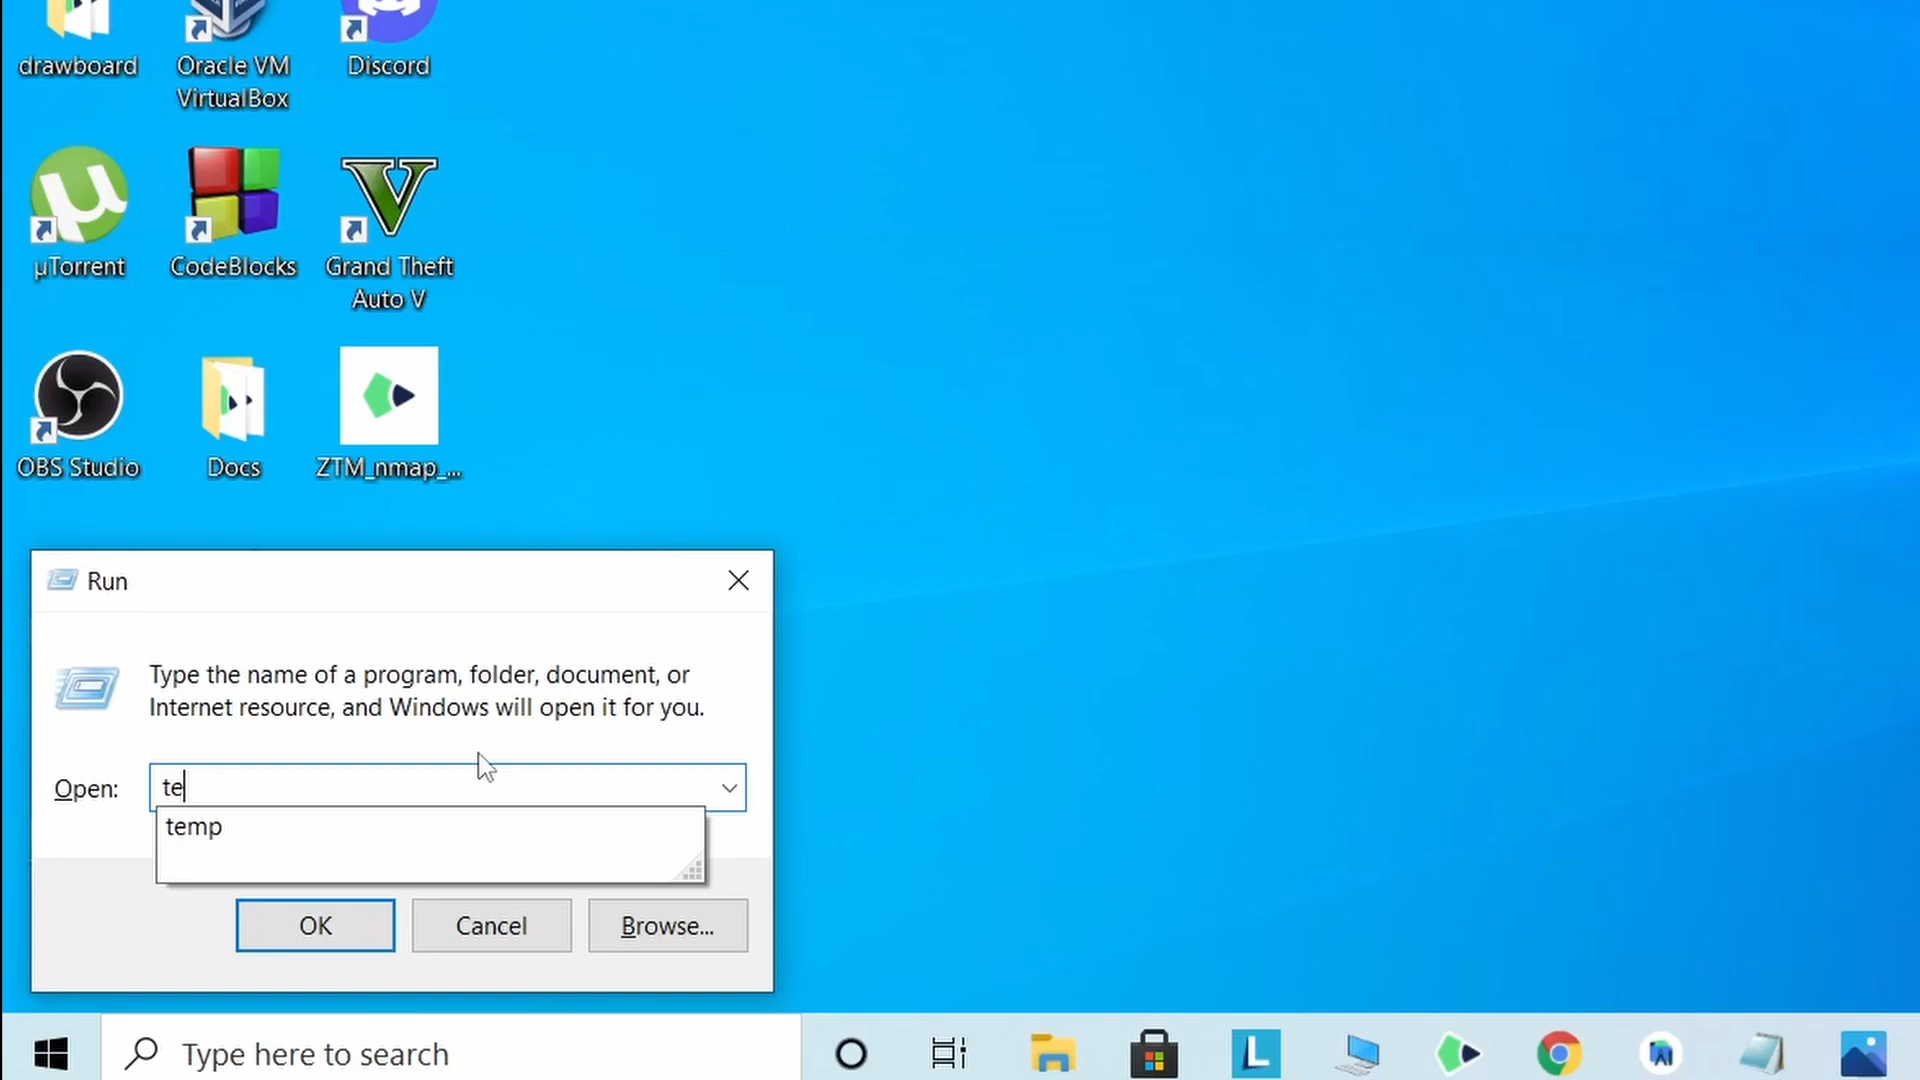 drawboard
Oracle VM
VirtualBox
Discord
µTorrent
CodeBlocks
Grand Theft
Auto V
OBS Studio
Docs
ZTM_nmap_...
Run
Type the name of a program, folder, document, or
Internet resource, and Windows will open it for you.
Open:
te
temp
OK
Cancel
Browse...
Type here to search